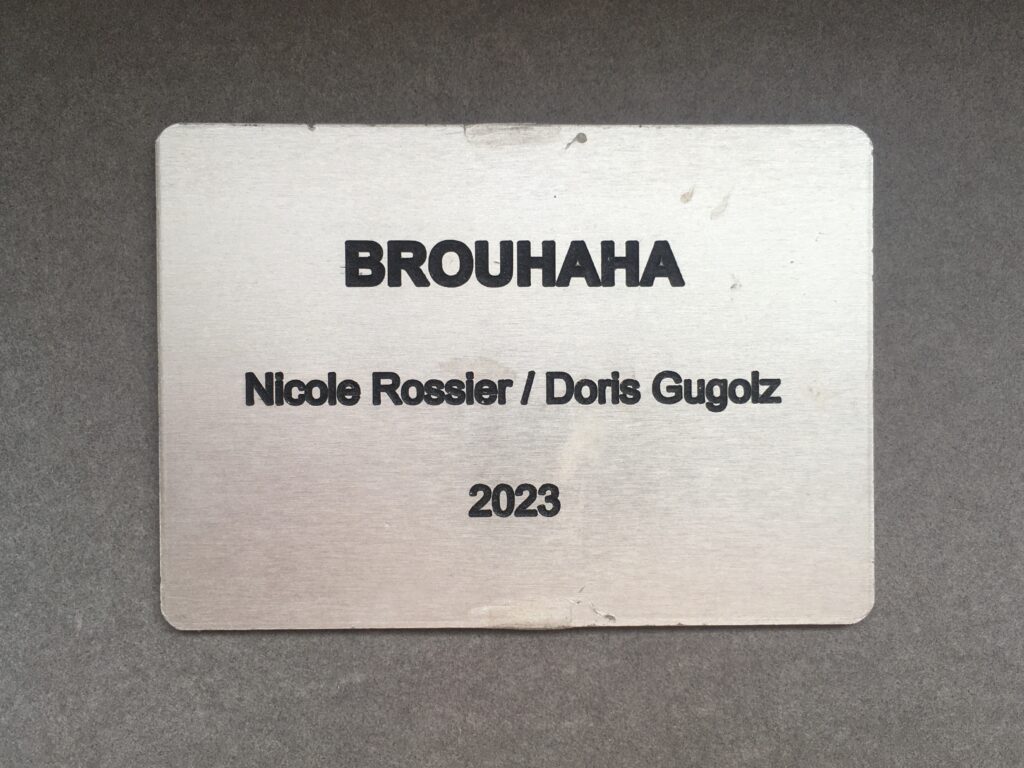 BROUHAHA
Nicole Rossier / Doris Gugolz
2023